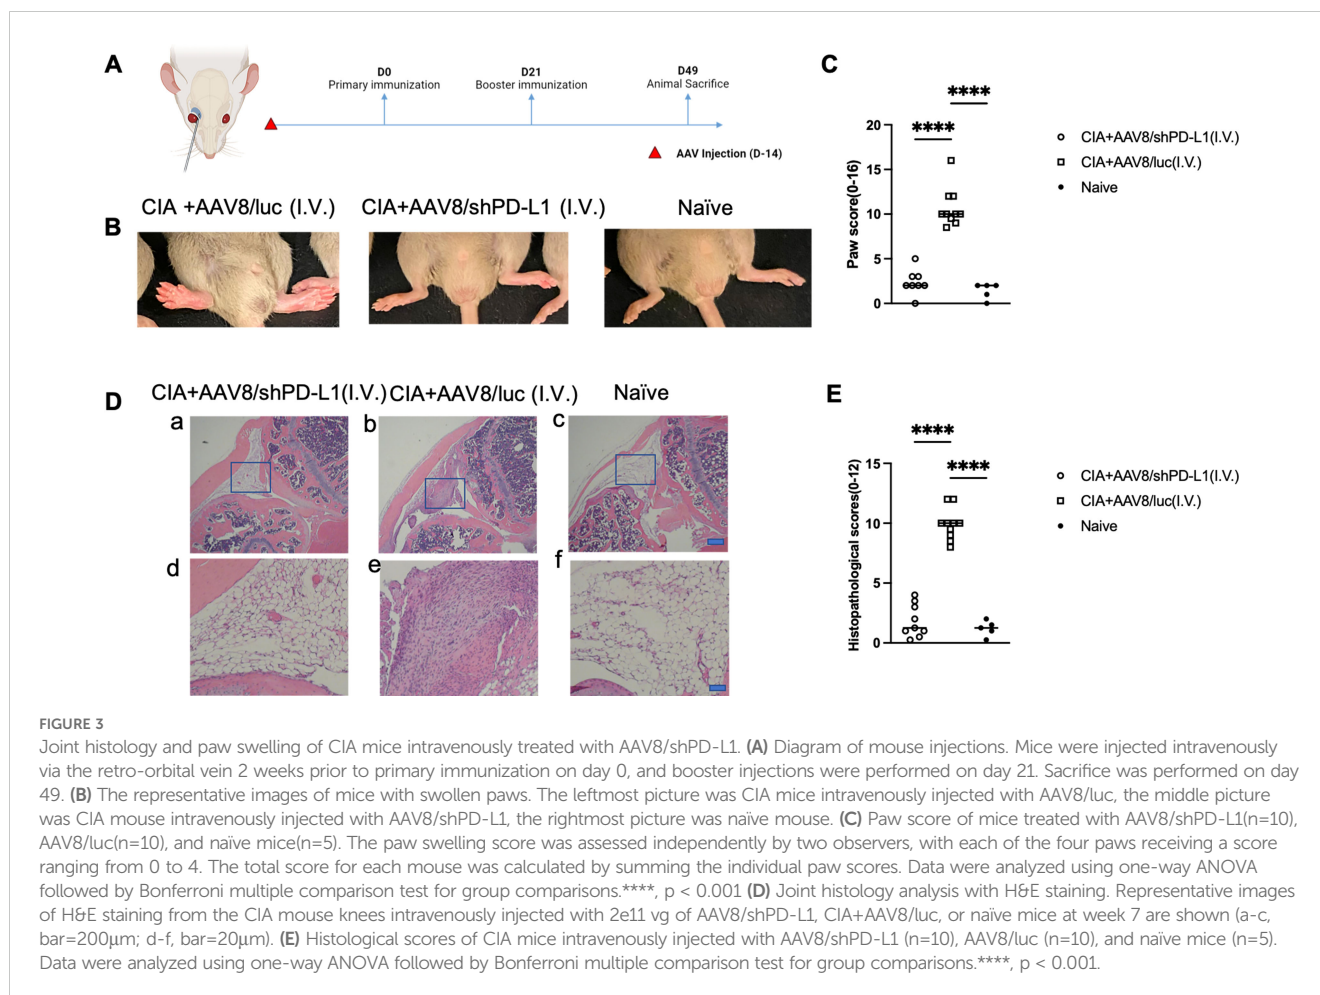 A
D0
Primary immunization
D21
Booster immunization
D49
Animal Sacrifice
AAV Injection (D-14)
B
CIA +AAV8/luc (I.V.)
CIA+AAV8/shPD-L1 (I.V.)
Naïve
C
****
****
Paw score(0-16)
20
15
10
5
0
CIA+AAV8/shPD-L1(I.V.)
CIA+AAV8/luc(I.V.)
Naive
D
CIA+AAV8/shPD-L1(I.V.)
CIA+AAV8/luc (I.V.)
Naïve
a
b
c
d
e
f
E
****
****
Histopathological scores(0-12)
15
10
5
0
CIA+AAV8/shPD-L1(I.V.)
CIA+AAV8/luc(I.V.)
Naive
FIGURE 3
Joint histology and paw swelling of CIA mice intravenously treated with AAV8/shPD-L1. (A) Diagram of mouse injections. Mice were injected intravenously
via the retro-orbital vein 2 weeks prior to primary immunization on day 0, and booster injections were performed on day 21. Sacrifice was performed on day
49. (B) The representative images of mice with swollen paws. The leftmost picture was CIA mice intravenously injected with AAV8/luc, the middle picture
was CIA mouse intravenously injected with AAV8/shPD-L1, the rightmost picture was naïve mouse. (C) Paw score of mice treated with AAV8/shPD-L1(n=10),
AAV8/luc(n=10), and naïve mice(n=5). The paw swelling score was assessed independently by two observers, with each of the four paws receiving a score
ranging from 0 to 4. The total score for each mouse was calculated by summing the individual paw scores. Data were analyzed using one-way ANOVA
followed by Bonferroni multiple comparison test for group comparisons.****, p < 0.001 (D) Joint histology analysis with H&E staining. Representative images
of H&E staining from the CIA mouse knees intravenously injected with 2e11 vg of AAV8/shPD-L1, CIA+AAV8/luc, or naïve mice at week 7 are shown (a-c,
bar=200µm; d-f, bar=20µm). (E) Histological scores of CIA mice intravenously injected with AAV8/shPD-L1 (n=10), AAV8/luc (n=10), and naïve mice (n=5).
Data were analyzed using one-way ANOVA followed by Bonferroni multiple comparison test for group comparisons.****, p < 0.001.